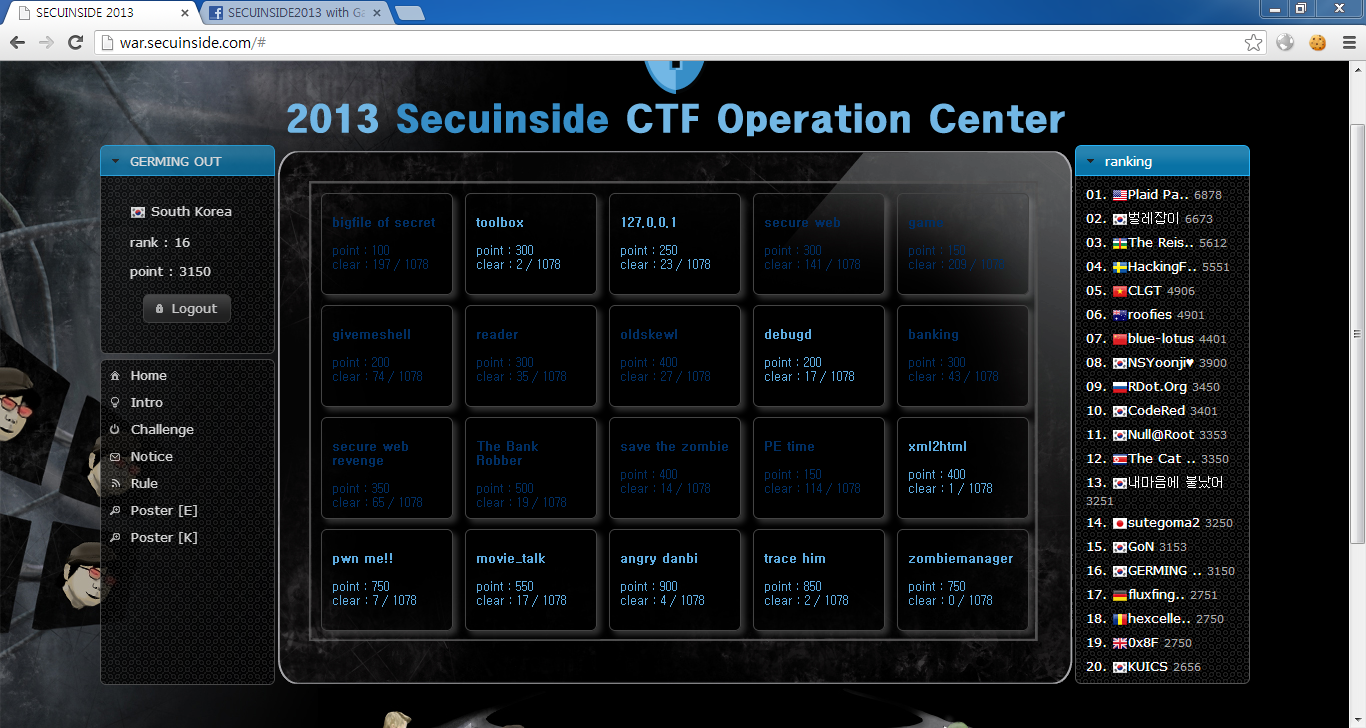 SECUINSIDE 2013
SECUINSIDE2013 with Ga
war.secuinside.com/#
2013 Secuinside CTF Operation Center
GERMING OUT
South Korea
rank : 16
point : 3150
Logout
Home
Intro
Challenge
Notice
Rule
Poster [E]
Poster [K]
bigfile of secret
point : 100
clear : 197 / 1078
toolbox
point : 300
clear : 2 / 1078
127.0.0.1
point : 250
clear : 23 / 1078
secure web
point : 300
clear : 141 / 1078
game
point : 150
clear : 209 / 1078
givemeshell
point : 200
clear : 74 / 1078
reader
point : 300
clear : 35 / 1078
oldskewl
point : 400
clear : 27 / 1078
debugd
point : 200
clear : 17 / 1078
banking
point : 300
clear : 43 / 1078
secure web
revenge
point : 350
clear : 65 / 1078
The Bank
Robber
point : 500
clear : 19 / 1078
save the zombie
point : 400
clear : 14 / 1078
PE time
point : 150
clear : 114 / 1078
xml2html
point : 400
clear : 1 / 1078
pwn me!!
point : 750
clear : 7 / 1078
movie_talk
point : 550
clear : 17 / 1078
angry danbi
point : 900
clear : 4 / 1078
trace him
point : 850
clear : 2 / 1078
zombiemanager
point : 750
clear : 0 / 1078
ranking
01. Plaid Pa.. 6878
02. 벌레잡이 6673
03. The Reis.. 5612
04. HackingF.. 5551
05. CLGT 4906
06. roofies 4901
07. blue-lotus 4401
08. NSYoonji♥ 3900
09. RDot.Org 3450
10. CodeRed 3401
11. Null@Root 3353
12. The Cat .. 3350
13. 내마음에 불났어
3251
14. sutegoma2 3250
15. GoN 3153
16. GERMING .. 3150
17. fluxfing.. 2751
18. hexcelle.. 2750
19. 0x8F 2750
20. KUICS 2656